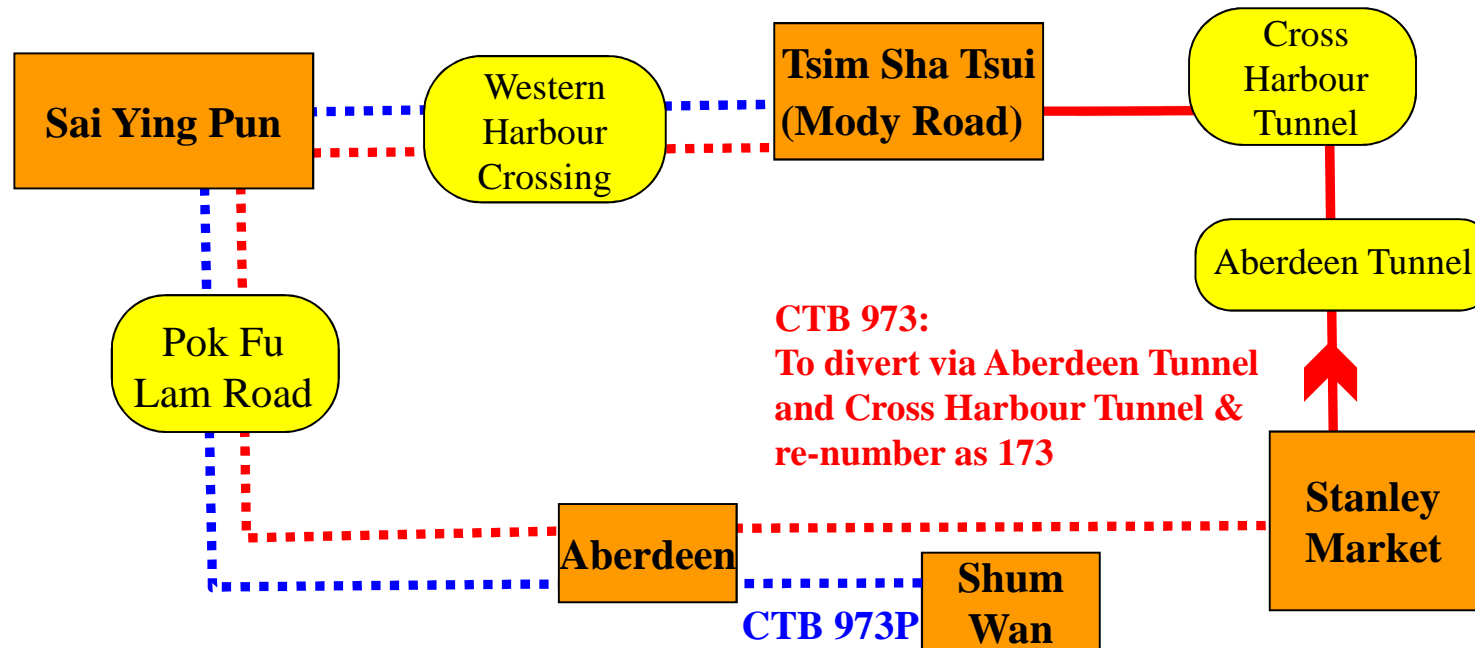 Sai Ying Pun
Western
Harbour
Crossing
Tsim Sha Tsui
(Mody Road)
Cross
Harbour
Tunnel
Aberdeen Tunnel
Pok Fu
Lam Road
CTB 973:
To divert via Aberdeen Tunnel
and Cross Harbour Tunnel &
re-number as 173
Stanley
Market
Aberdeen
Shum
Wan
CTB 973P